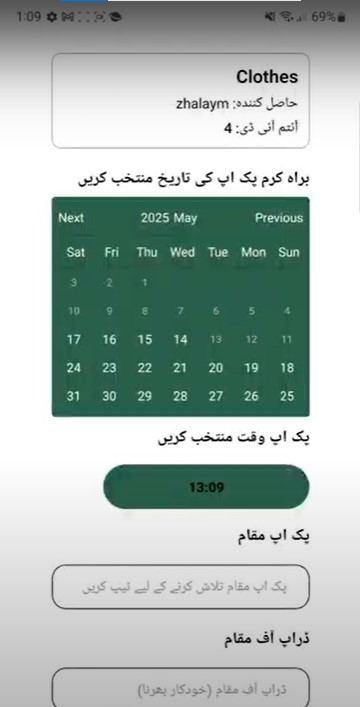 1:09 69%
Clothes
حاصل کننده: zhalaym
آئتم آئی ڈی: 4
براہ کرم پک اپ کی تاریخ منتخب کریں
Next 2025 May Previous
Sat Fri Thu Wed Tue Mon Sun
3 2 1
10 9 8 7 6 5 4
17 16 15 14 13 12 11
24 23 22 21 20 19 18
31 30 29 28 27 26 25
پک اپ وقت منتخب کریں
13:09
پک اپ مقام
پک اپ مقام تلاش کرنے کے لیے ٹیپ کریں
ڈراپ آف مقام
ڈراپ آف مقام (خودکار بھرنا)